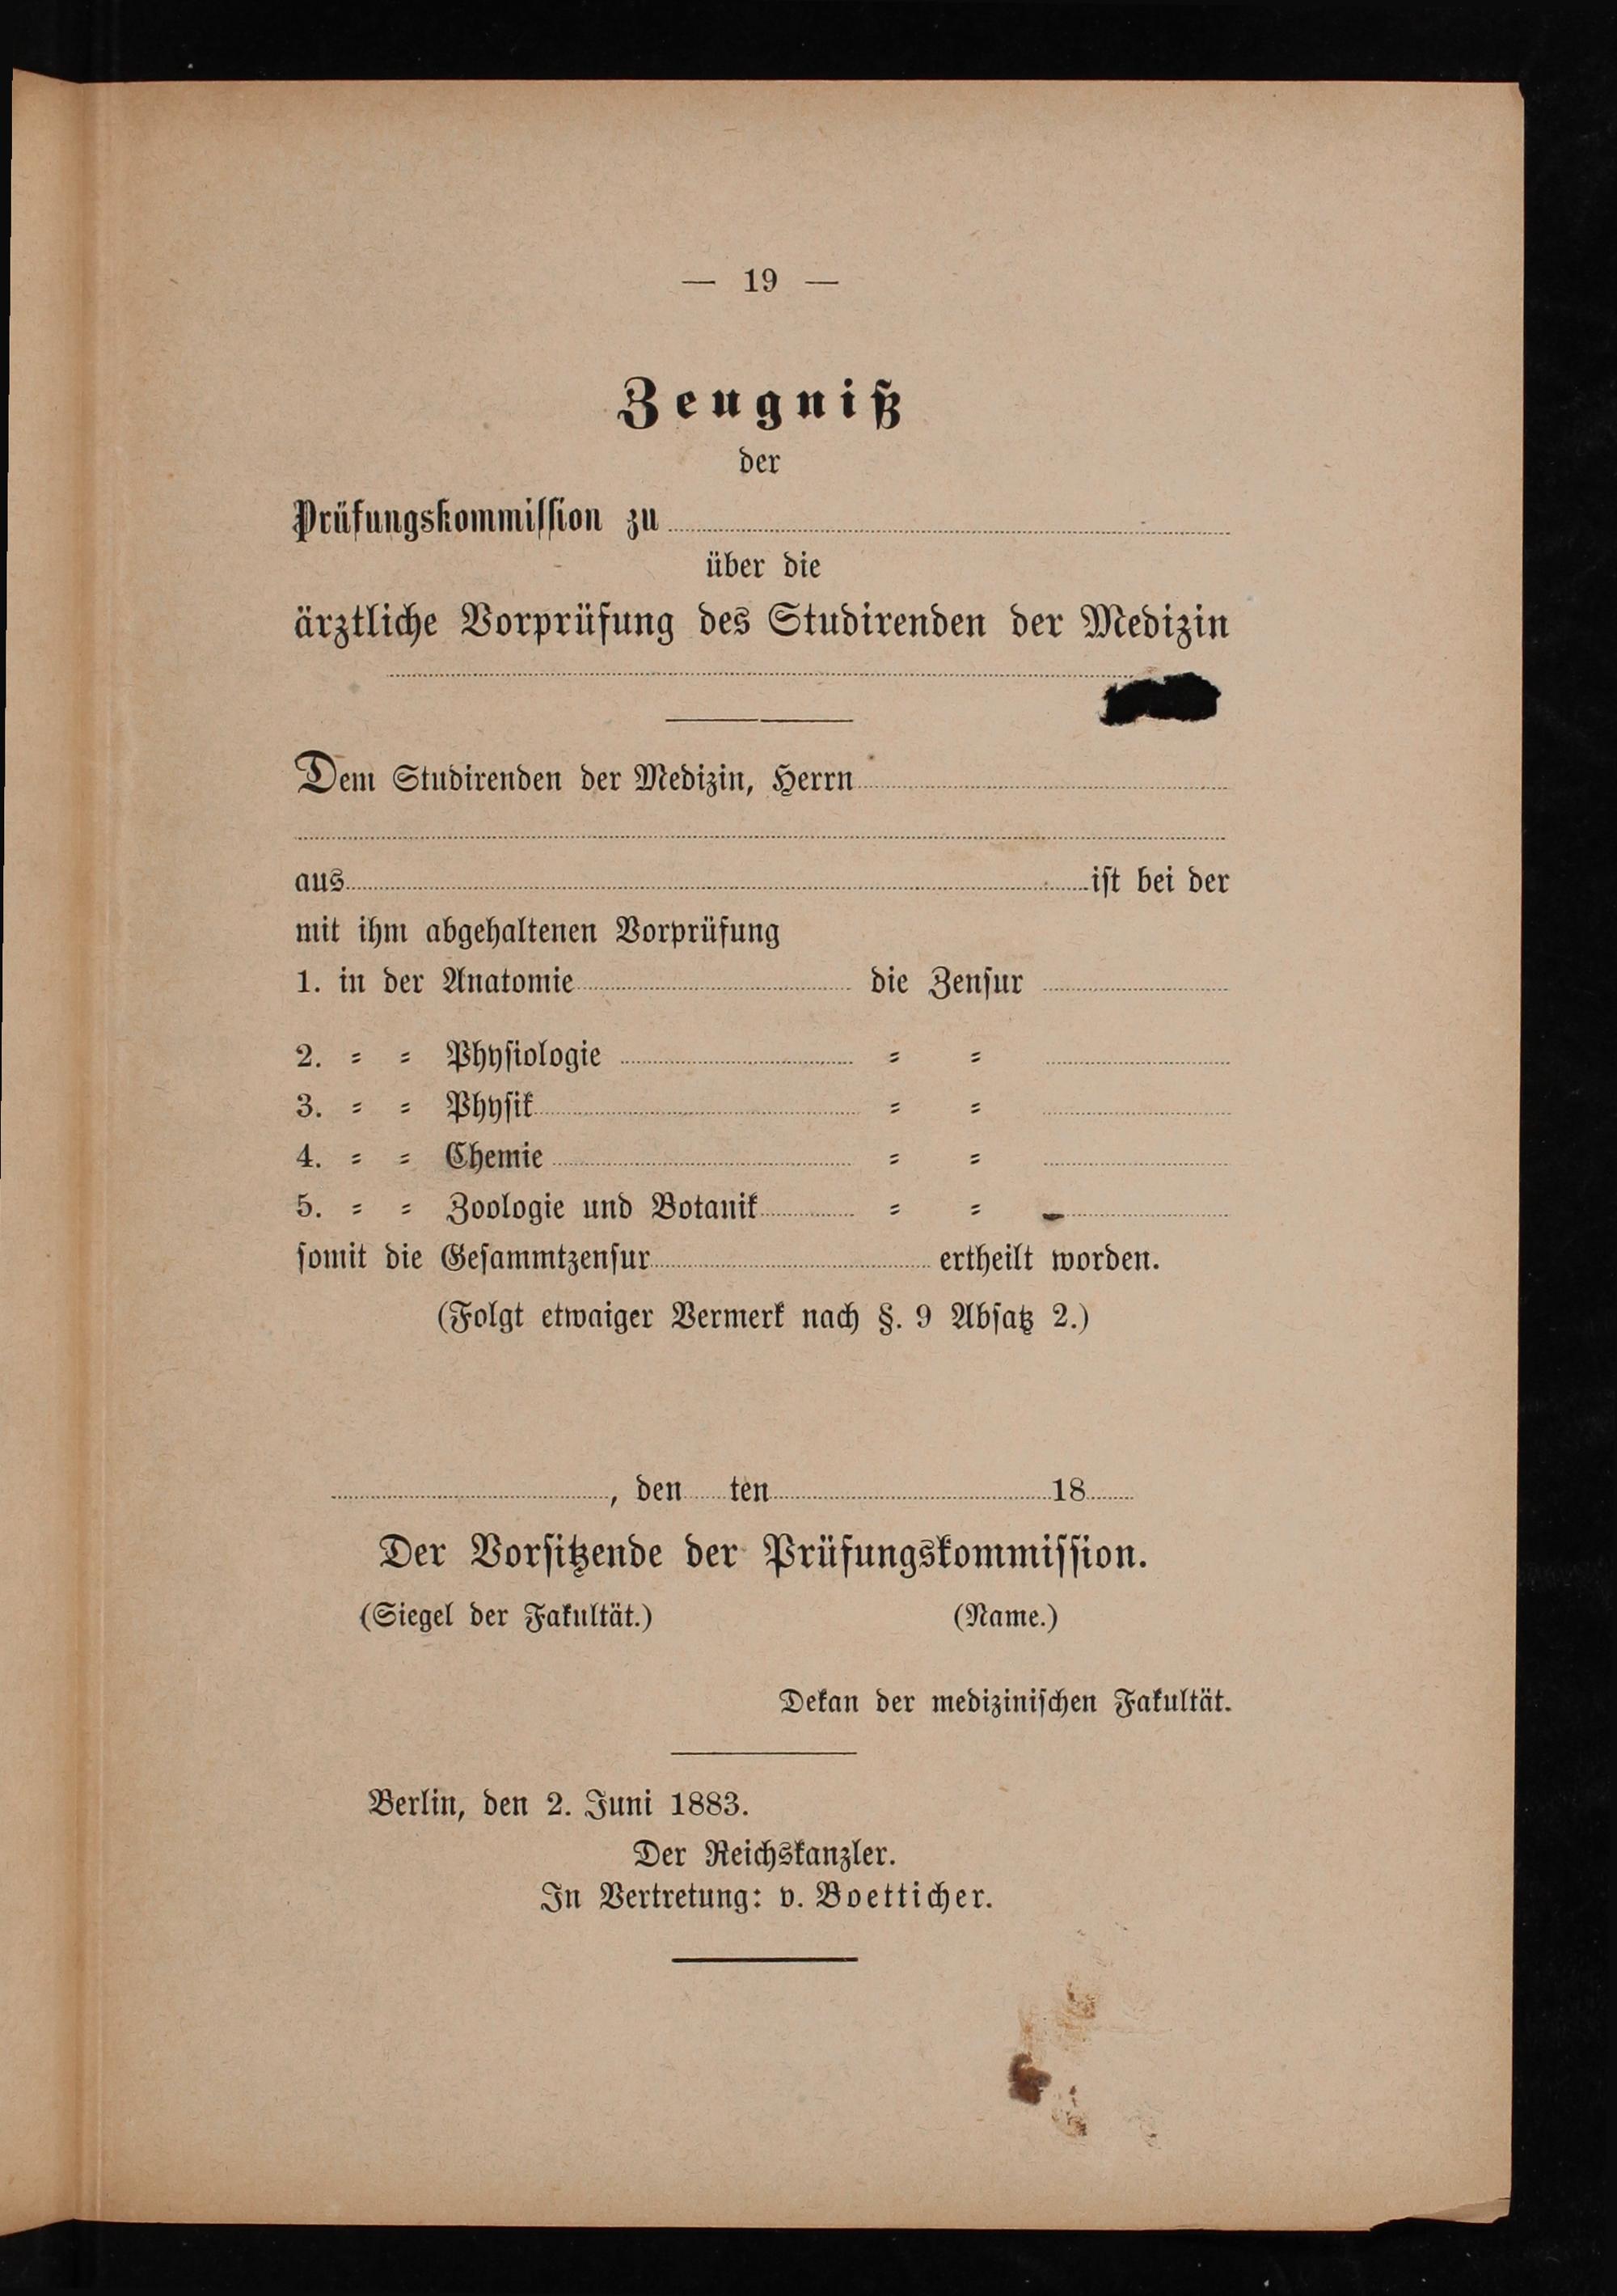 — 19 —
Zeugniß
der
Prüfungskommission zu
über die
ärztliche Vorprüfung des Studirenden der Medizin
Dem Studirenden der Medizin, Herrn
aus ist bei der
mit ihm abgehaltenen Vorprüfung
1. in der Anatomie die Zensur
2. = = Physiologie = =
3. = = Physik = =
4. = = Chemie = =
5. = = Zoologie und Botanik = =
somit die Gesammtzensur ertheilt worden.
(Folgt etwaiger Vermerk nach §. 9 Absatz 2.)
, den ten 18
Der Vorsitzende der Prüfungskommission.
(Siegel der Fakultät.) (Name.)
Dekan der medizinischen Fakultät.
Berlin, den 2. Juni 1883.
Der Reichskanzler.
In Vertretung: v. Boetticher.